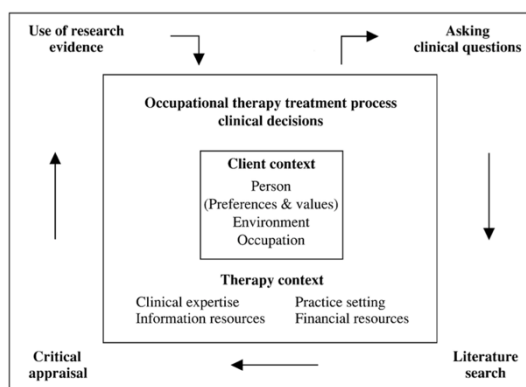 Use of research
evidence
Asking
clinical questions
Occupational therapy treatment process
clinical decisions
Client context
Person
(Preferences & values)
Environment
Occupation
Therapy context
Clinical expertise Practice setting
Information resources Financial resources
Critical
appraisal
Literature
search